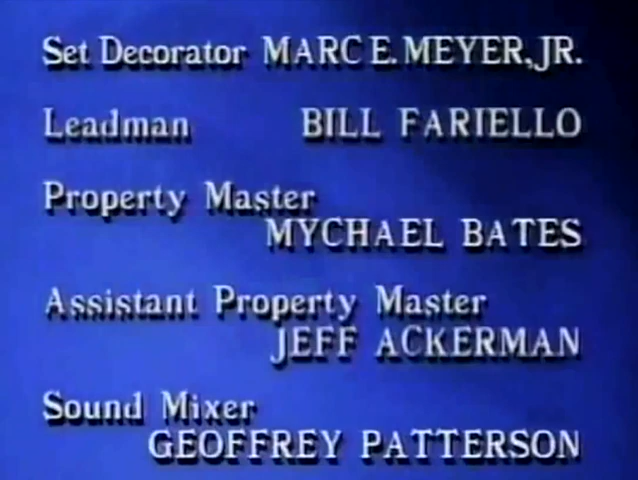 Set Decorator MARC E. MEYER, JR.
Leadman BILL FARIELLO
Property Master
MYCHAEL BATES
Assistant Property Master
JEFF ACKERMAN
Sound Mixer
GEOFFREY PATTERSON